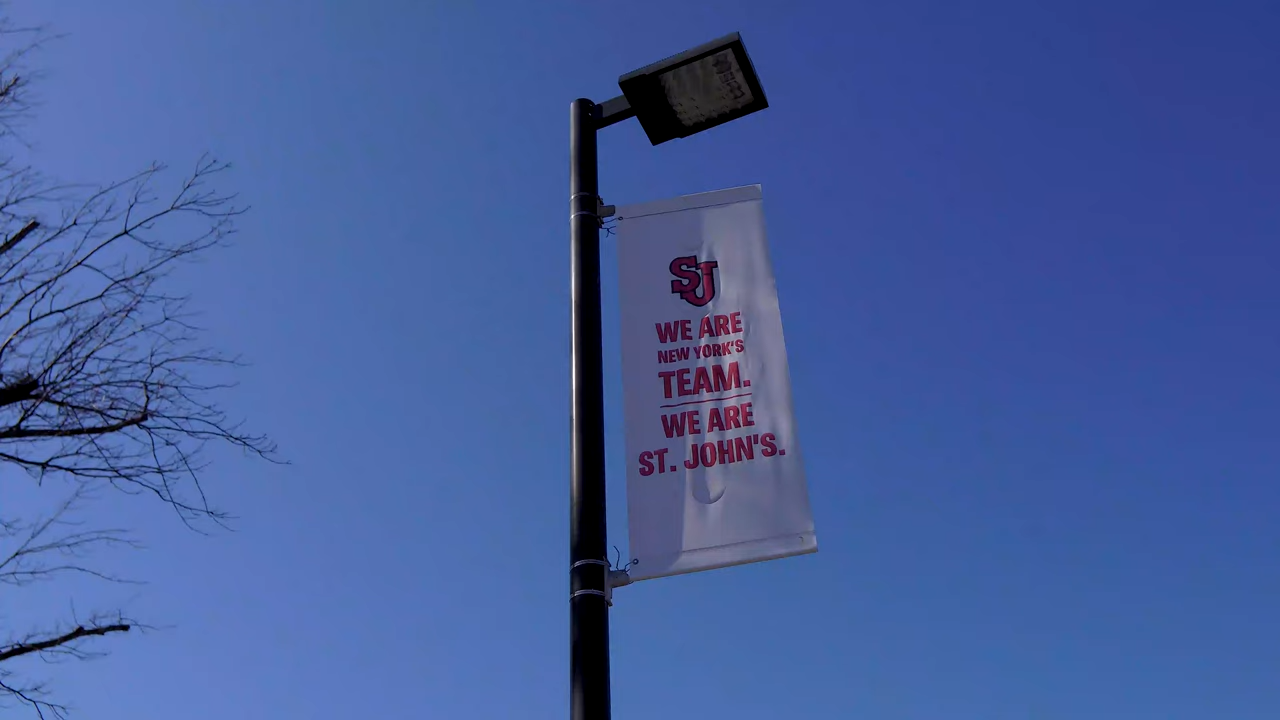 SJ
WE ARE
NEW YORK'S
TEAM.
WE ARE
ST. JOHN'S.